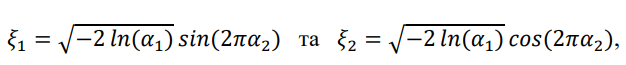 𝜉₁ = √(−2 ln(𝛼₁)) sin(2𝜋𝛼₂) та 𝜉₂ = √(−2 ln(𝛼₁)) cos(2𝜋𝛼₂),